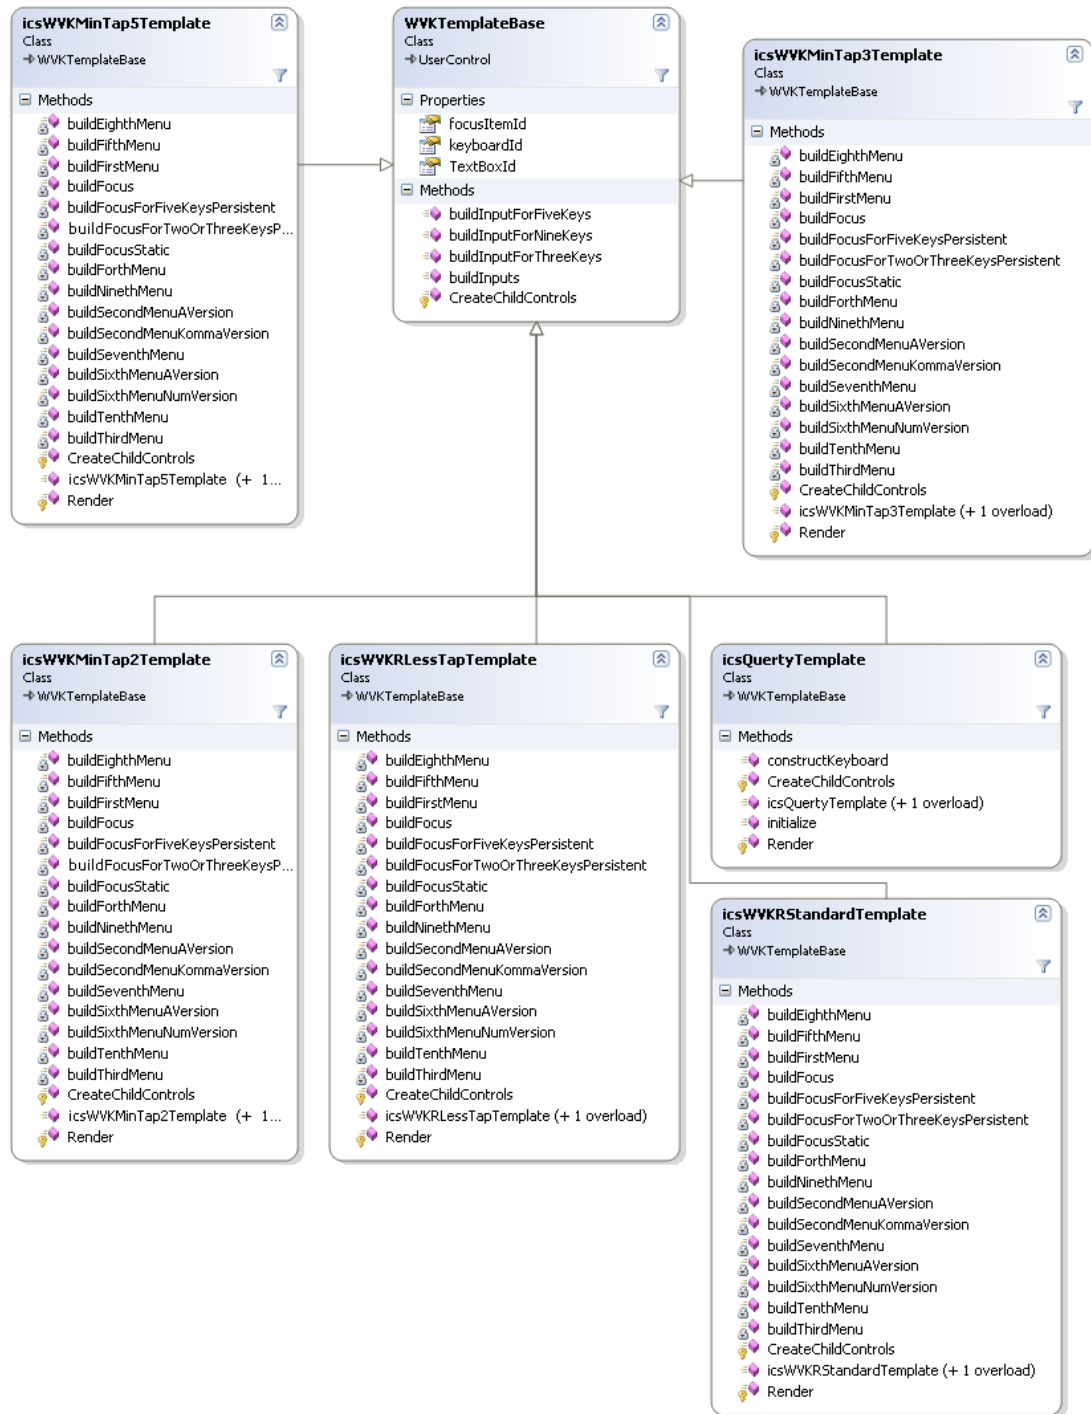 icsWVKMinTap5Template
Class
WVKTemplateBase
Methods
buildEighthMenu
buildFifthMenu
buildFirstMenu
buildFocus
buildFocusForFiveKeysPersistent
buildFocusForTwoOrThreeKeysP...
buildFocusStatic
buildForthMenu
buildNinethMenu
buildSecondMenuAVersion
buildSecondMenuKommaVersion
buildSeventhMenu
buildSixthMenuAVersion
buildSixthMenuNumVersion
buildTenthMenu
buildThirdMenu
CreateChildControls
icsWVKMinTap5Template (+ 1...
Render
WVKTemplateBase
Class
UserControl
Properties
focusItemId
keyboardId
TextBoxId
Methods
buildInputForFiveKeys
buildInputForNineKeys
buildInputForThreeKeys
buildInputs
CreateChildControls
icsWVKMinTap3Template
Class
WVKTemplateBase
Methods
buildEighthMenu
buildFifthMenu
buildFirstMenu
buildFocus
buildFocusForFiveKeysPersistent
buildFocusForTwoOrThreeKeysPersistent
buildFocusStatic
buildForthMenu
buildNinethMenu
buildSecondMenuAVersion
buildSecondMenuKommaVersion
buildSeventhMenu
buildSixthMenuAVersion
buildSixthMenuNumVersion
buildTenthMenu
buildThirdMenu
CreateChildControls
icsWVKMinTap3Template (+ 1 overload)
Render
icsWVKMinTap2Template
Class
WVKTemplateBase
Methods
buildEighthMenu
buildFifthMenu
buildFirstMenu
buildFocus
buildFocusForFiveKeysPersistent
buildFocusForTwoOrThreeKeysP...
buildFocusStatic
buildForthMenu
buildNinethMenu
buildSecondMenuAVersion
buildSecondMenuKommaVersion
buildSeventhMenu
buildSixthMenuAVersion
buildSixthMenuNumVersion
buildTenthMenu
buildThirdMenu
CreateChildControls
icsWVKMinTap2Template (+ 1...
Render
icsWVKRLessTapTemplate
Class
WVKTemplateBase
Methods
buildEighthMenu
buildFifthMenu
buildFirstMenu
buildFocus
buildFocusForFiveKeysPersistent
buildFocusForTwoOrThreeKeysPersistent
buildFocusStatic
buildForthMenu
buildNinethMenu
buildSecondMenuAVersion
buildSecondMenuKommaVersion
buildSeventhMenu
buildSixthMenuAVersion
buildSixthMenuNumVersion
buildTenthMenu
buildThirdMenu
CreateChildControls
icsWVKRLessTapTemplate (+ 1 overload)
Render
icsQuertyTemplate
Class
WVKTemplateBase
Methods
constructKeyboard
CreateChildControls
icsQuertyTemplate (+ 1 overload)
initialize
Render
icsWVKRStandardTemplate
Class
WVKTemplateBase
Methods
buildEighthMenu
buildFifthMenu
buildFirstMenu
buildFocus
buildFocusForFiveKeysPersistent
buildFocusForTwoOrThreeKeysPersistent
buildFocusStatic
buildForthMenu
buildNinethMenu
buildSecondMenuAVersion
buildSecondMenuKommaVersion
buildSeventhMenu
buildSixthMenuAVersion
buildSixthMenuNumVersion
buildTenthMenu
buildThirdMenu
CreateChildControls
icsWVKRStandardTemplate (+ 1 overload)
Render